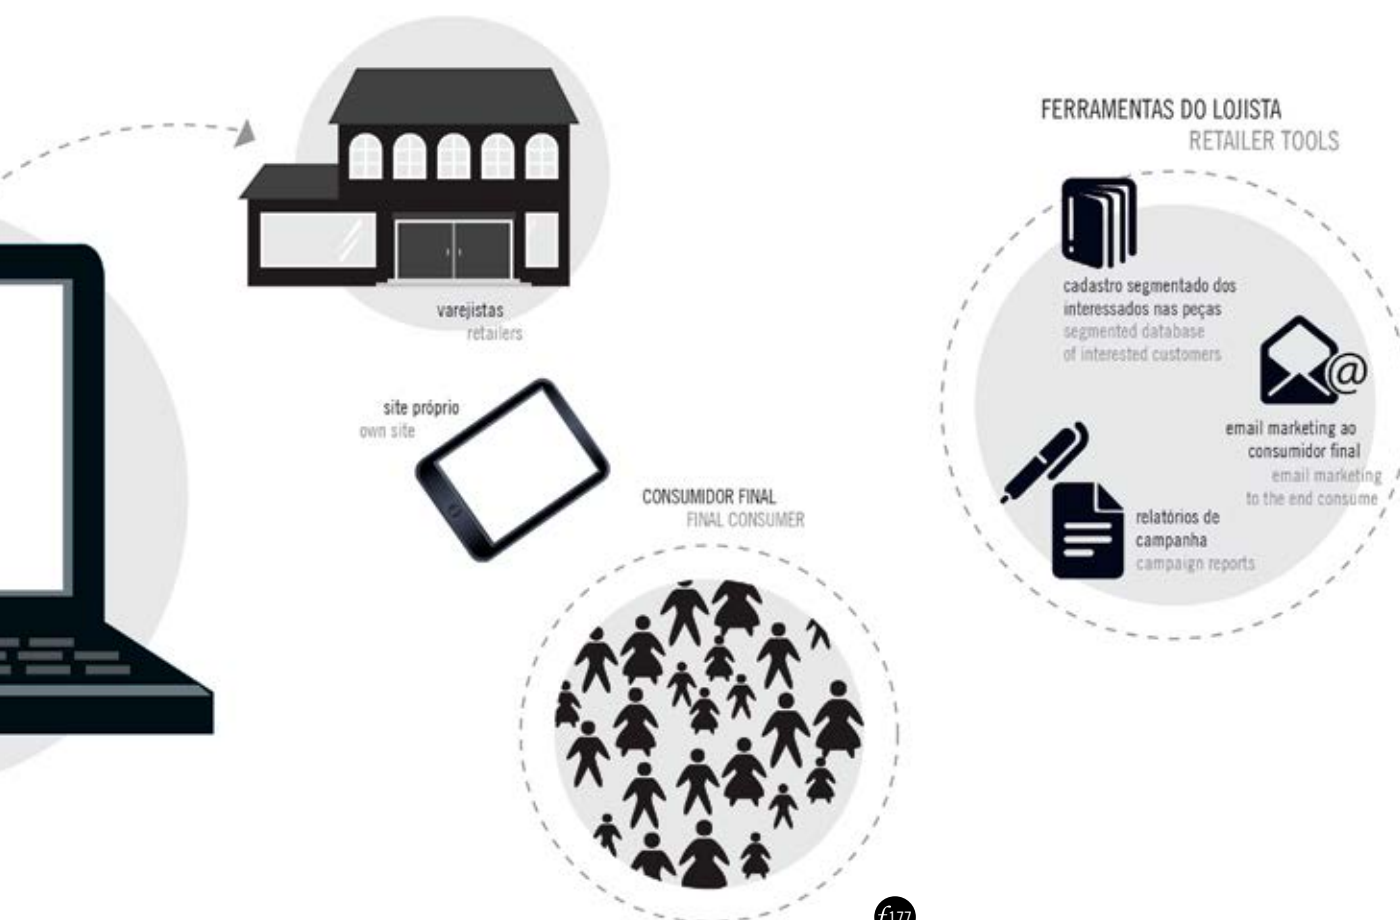 FERRAMENTAS DO LOJISTA
RETAILER TOOLS
cadastro segmentado dos
interessados nas peças
segmented database
of interested customers
varejistas
retailers
site próprio
own site
email marketing ao
consumidor final
email marketing
to the end consume
CONSUMIDOR FINAL
FINAL CONSUMER
relatórios de
campanha
campaign reports
@
f177